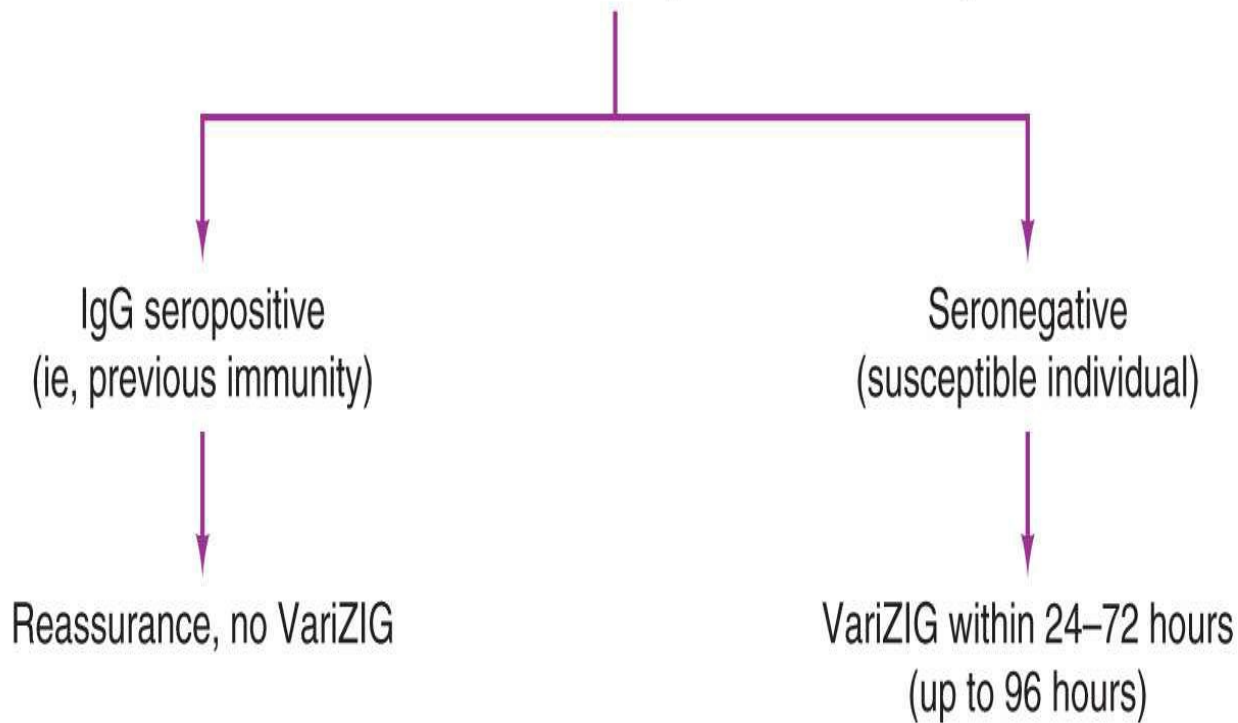 IgG seropositive
(ie, previous immunity)
Seronegative
(susceptible individual)
Reassurance, no VariZIG
VariZIG within 24–72 hours
(up to 96 hours)